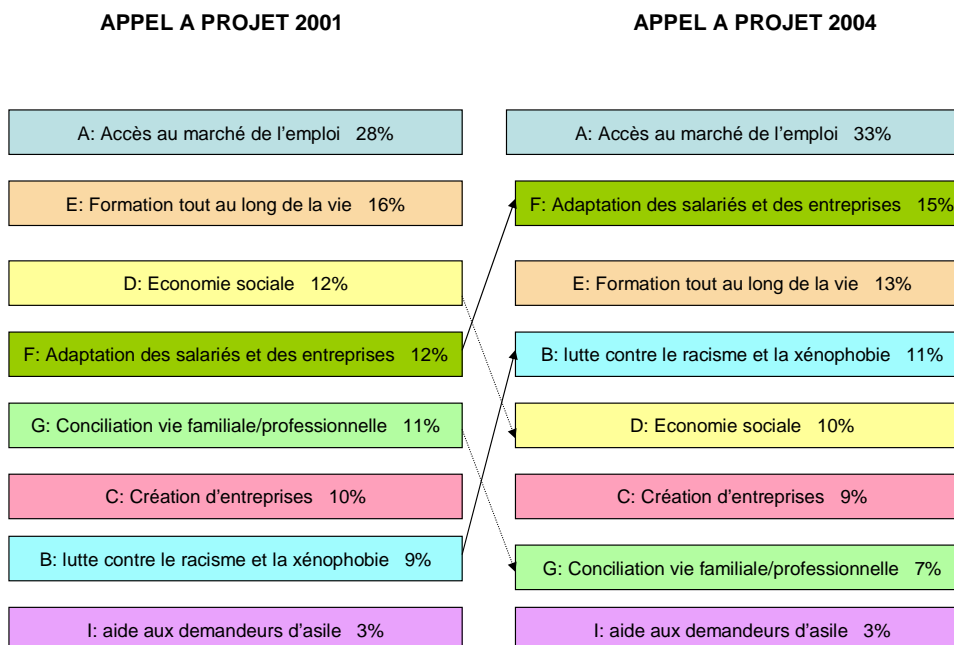 APPEL A PROJET 2001
A: Accès au marché de l'emploi 28%
E: Formation tout au long de la vie 16%
D: Economie sociale 12%
F: Adaptation des salariés et des entreprises 12%
G: Conciliation vie familiale/professionnelle 11%
C: Création d'entreprises 10%
B: lutte contre le racisme et la xénophobie 9%
I: aide aux demandeurs d'asile 3%
APPEL A PROJET 2004
A: Accès au marché de l'emploi 33%
F: Adaptation des salariés et des entreprises 15%
E: Formation tout au long de la vie 13%
B: lutte contre le racisme et la xénophobie 11%
D: Economie sociale 10%
C: Création d'entreprises 9%
G: Conciliation vie familiale/professionnelle 7%
I: aide aux demandeurs d'asile 3%